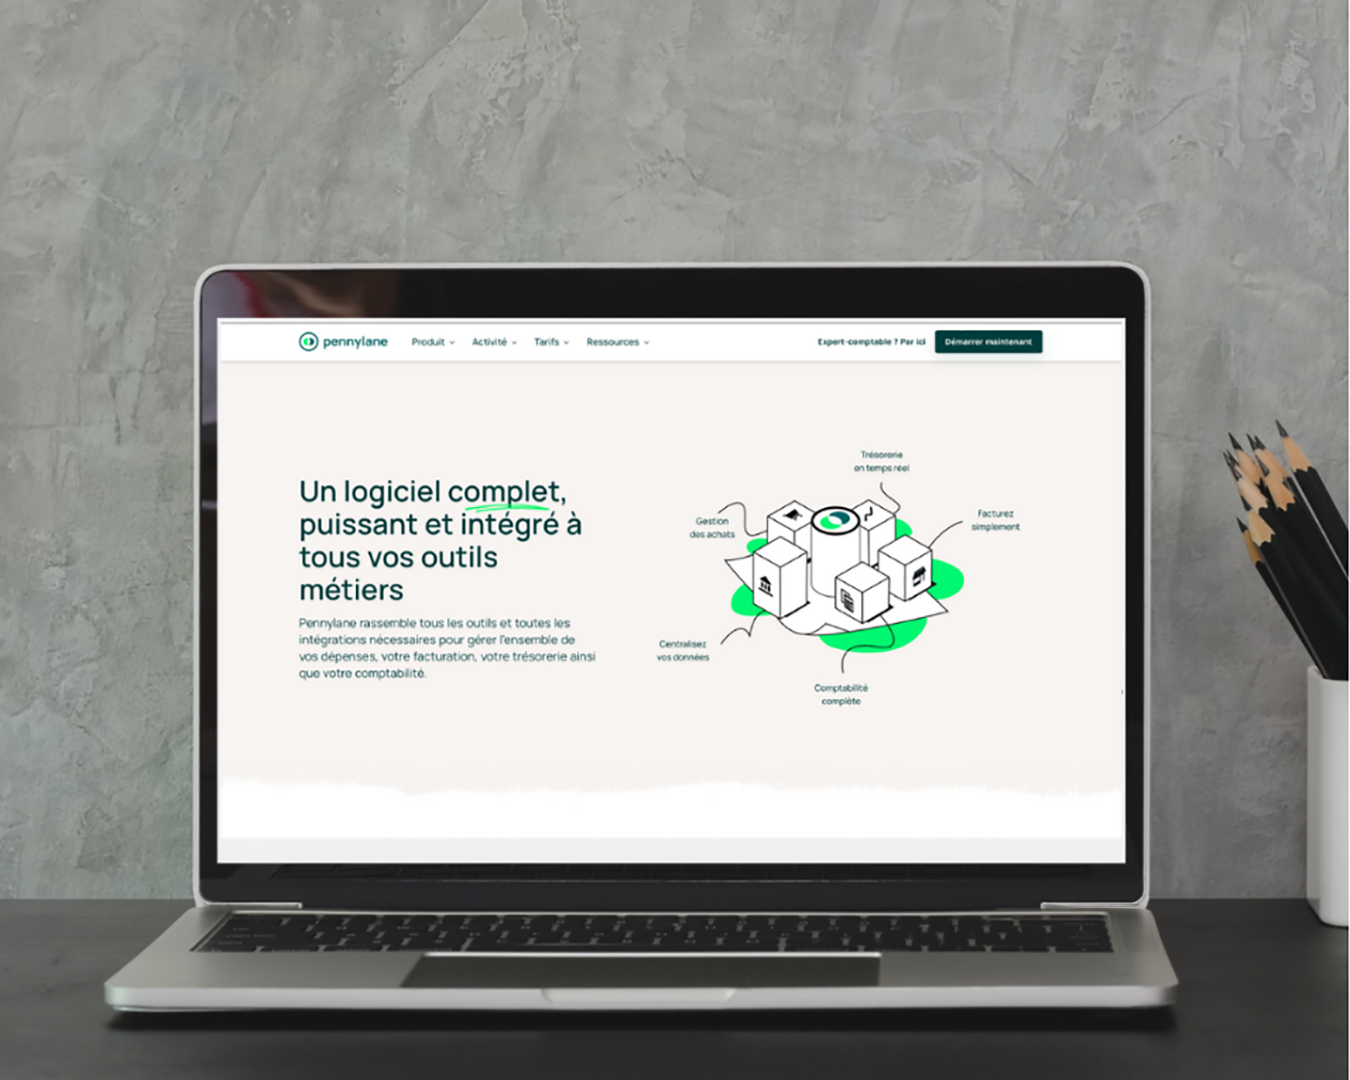 pennylane Produit Activité Tarifs Ressources Expert-comptable ? Par ici Démarrer maintenant
Un logiciel complet,
puissant et intégré à
tous vos outils
métiers
Pennylane rassemble tous les outils et toutes les
intégrations nécessaires pour gérer l'ensemble de
vos dépenses, votre facturation, votre trésorerie ainsi
que votre comptabilité.
Trésorerie
en temps réel
Gestion
des achats
Facturez
simplement
Centralisez
vos données
Comptabilité
complète